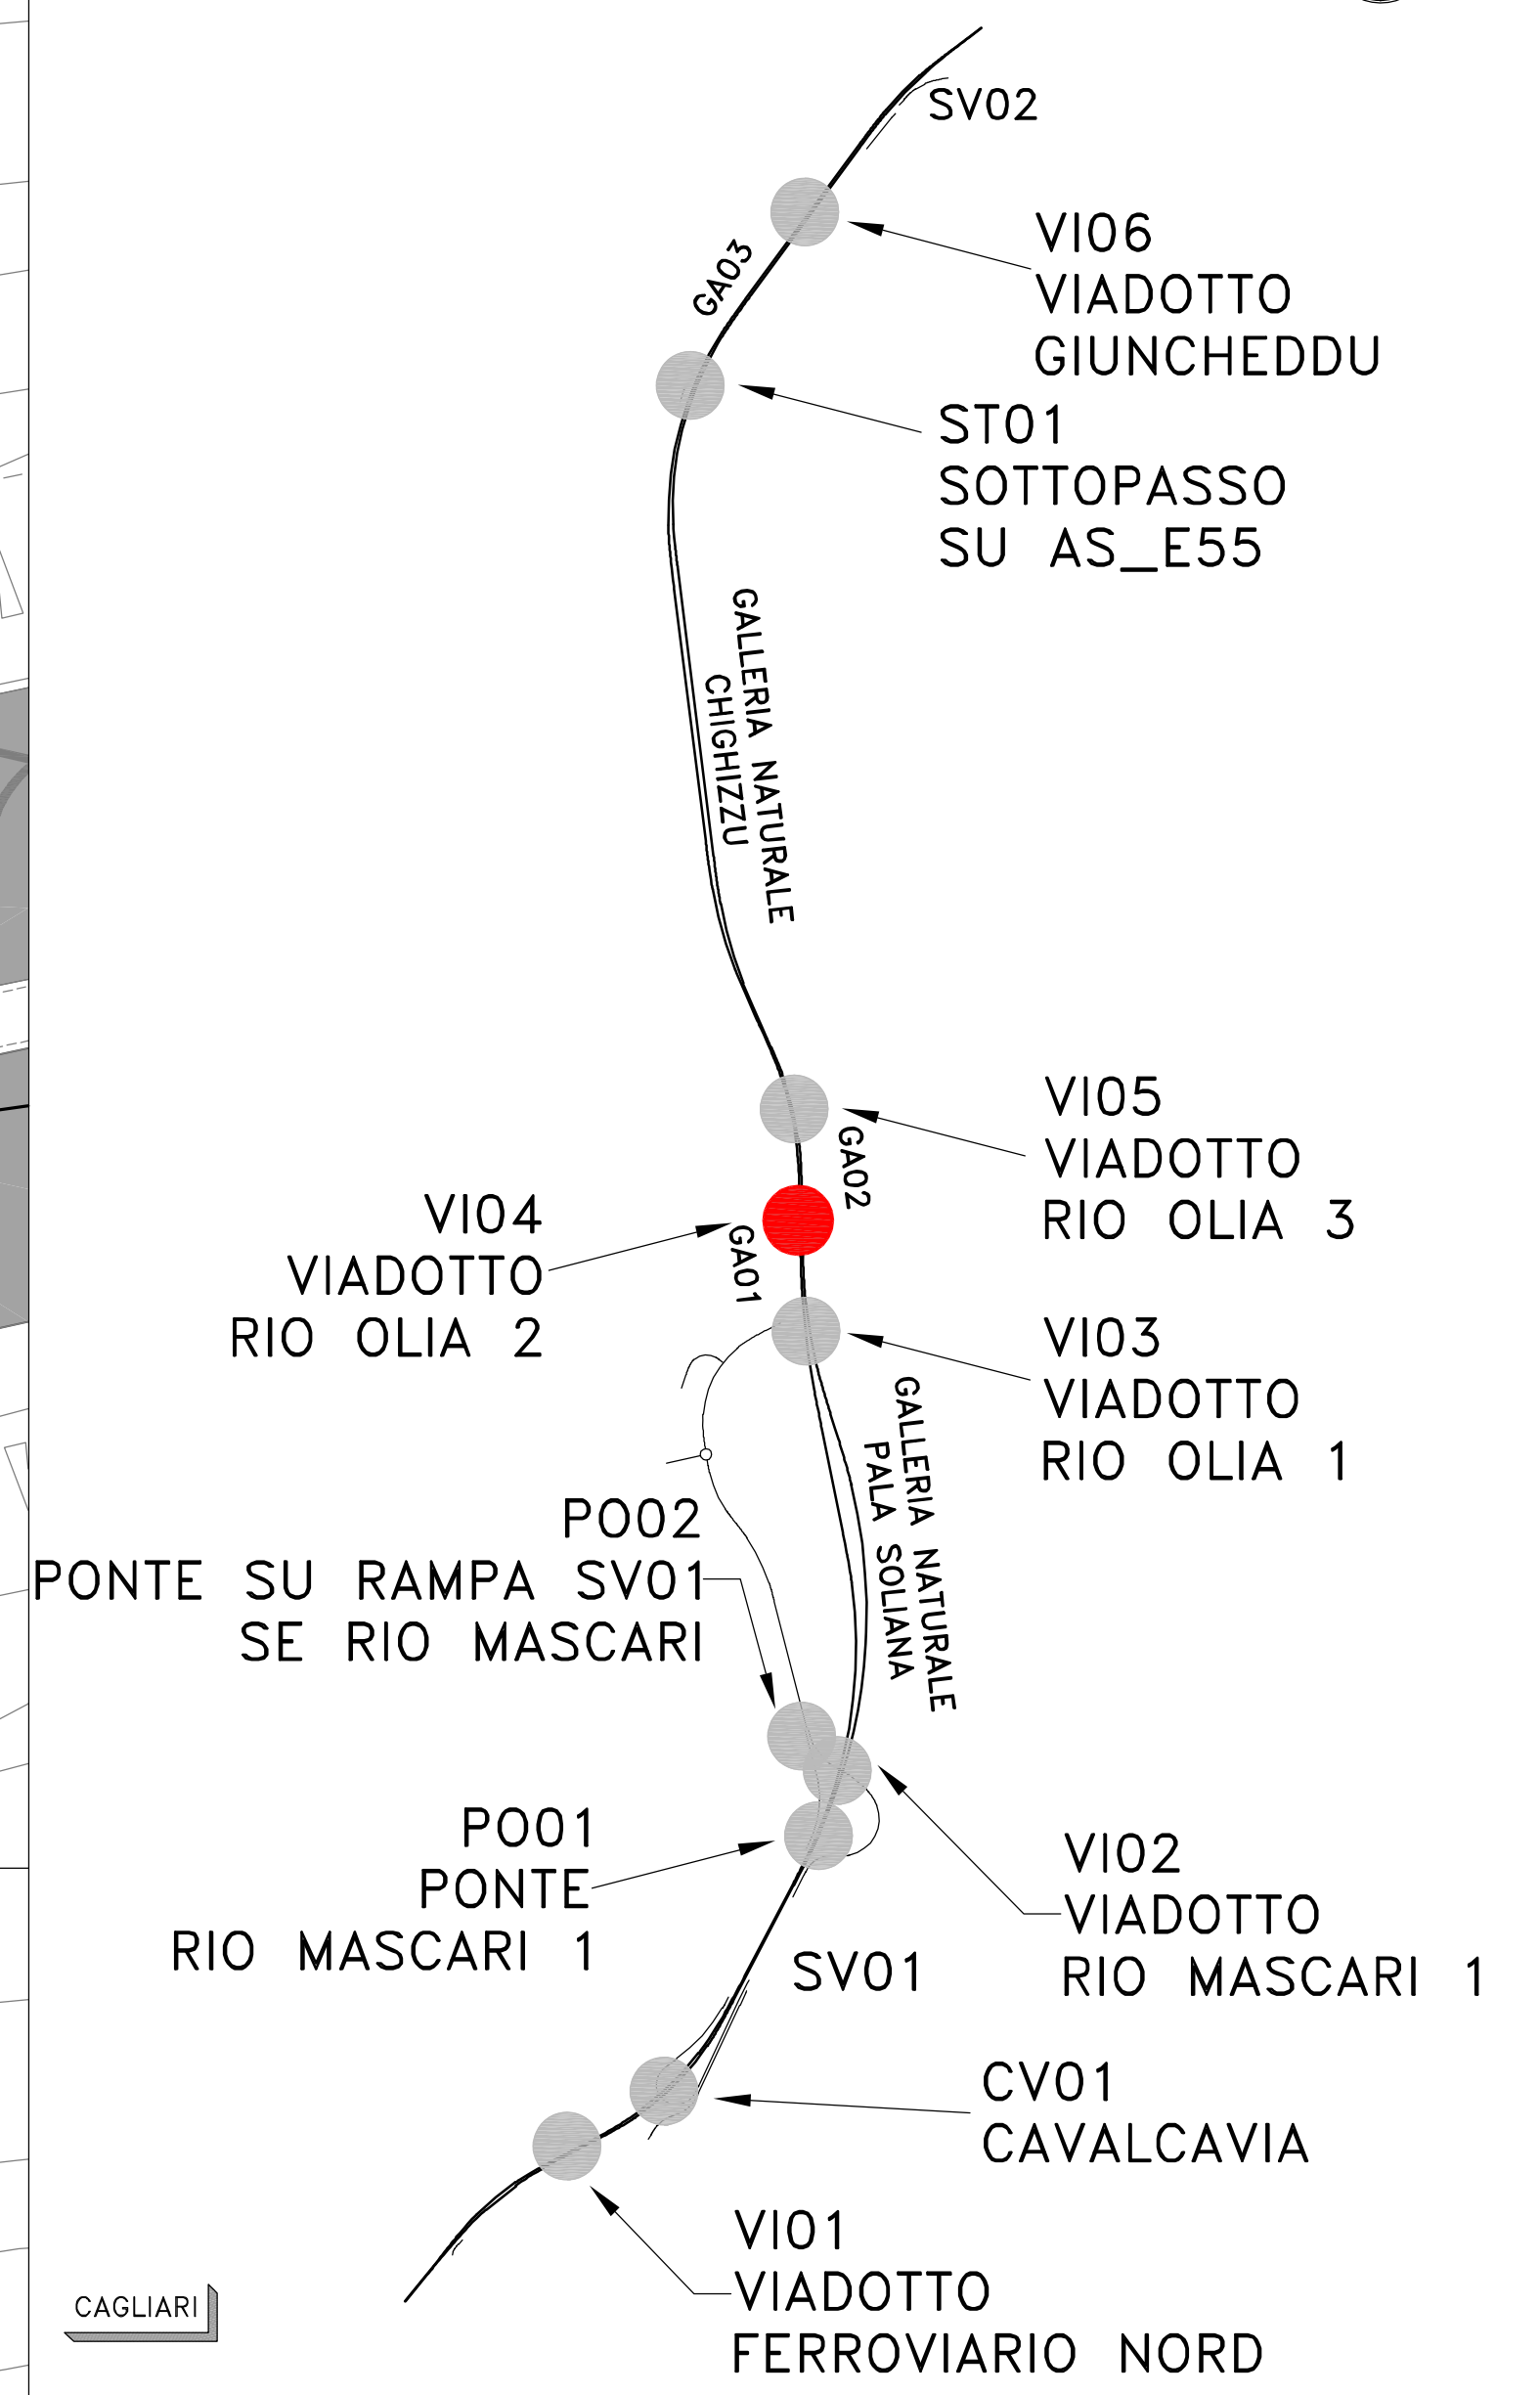 SV02
VI06
VIADOTTO
GIUNCHEDDU
GA03
ST01
SOTTOPASSO
SU AS_E55
GALLERIA NATURALE
CHIGHIZZU
VI05
VIADOTTO
RIO OLIA 3
GA02
VI04
VIADOTTO
RIO OLIA 2
GA01
VI03
VIADOTTO
RIO OLIA 1
GALLERIA NATURALE
PALA SOLIANA
PO02
PONTE SU RAMPA SV01
SE RIO MASCARI
PO01
PONTE
RIO MASCARI 1
VI02
VIADOTTO
RIO MASCARI 1
SV01
CV01
CAVALCAVIA
VI01
VIADOTTO
FERROVIARIO NORD
CAGLIARI